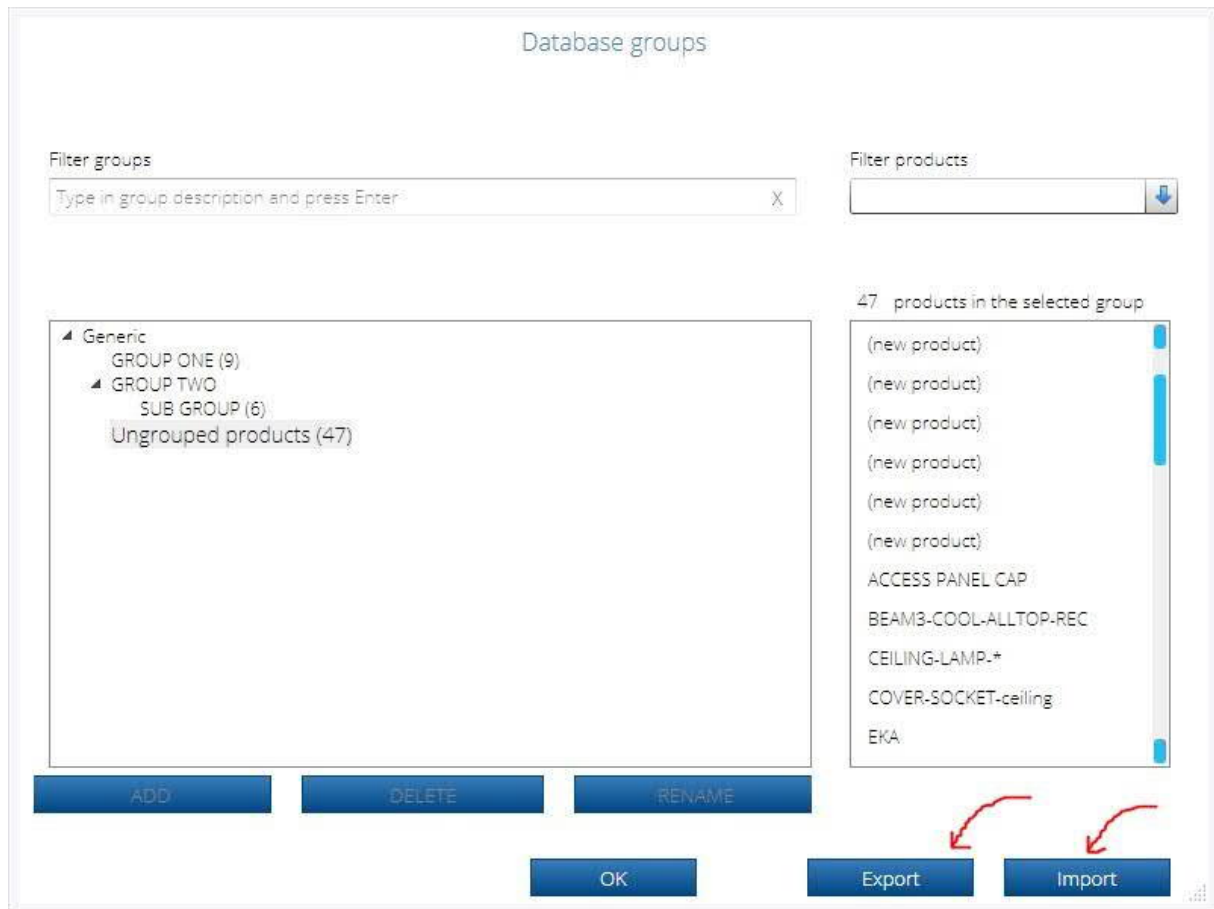 Database groups
Filter groups
Filter products
Type in group description and press Enter
X
47 products in the selected group
Generic
GROUP ONE (9)
GROUP TWO
SUB GROUP (6)
Ungrouped products (47)
(new product)
(new product)
(new product)
(new product)
(new product)
(new product)
ACCESS PANEL CAP
BEAM3-COOL-ALLTOP-REC
CEILING-LAMP-*
COVER-SOCKET-ceiling
EKA
ADD
DELETE
RENAME
OK
Export
Import